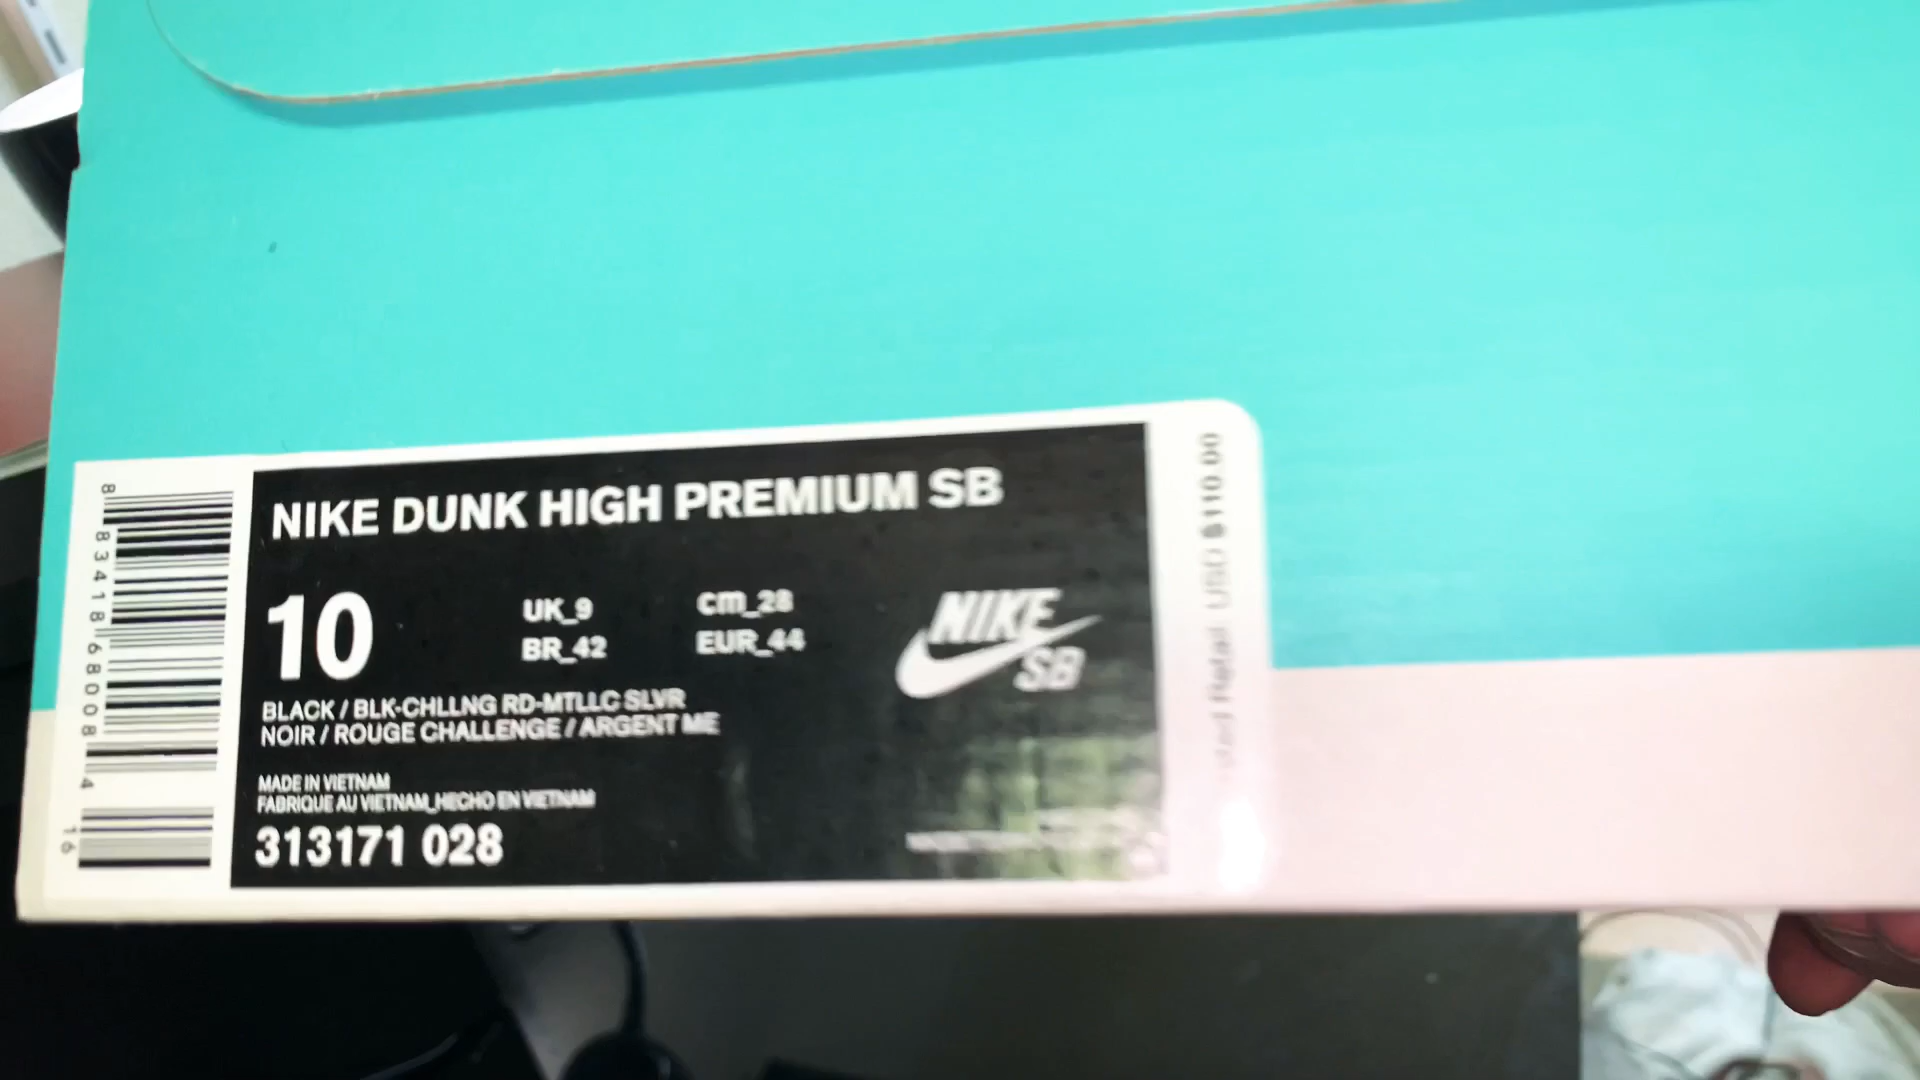 NIKE DUNK HIGH PREMIUM SB
10
UK_9
cm_28
BR_42
EUR_44
NIKE
SB
BLACK / BLK-CHLLNG RD-MTLLC SLVR
NOIR / ROUGE CHALLENGE / ARGENT ME
MADE IN VIETNAM
FABRIQUE AU VIETNAM_HECHO EN VIETNAM
313171 028
8 83418 68008 4
16
Retail USD $110.00